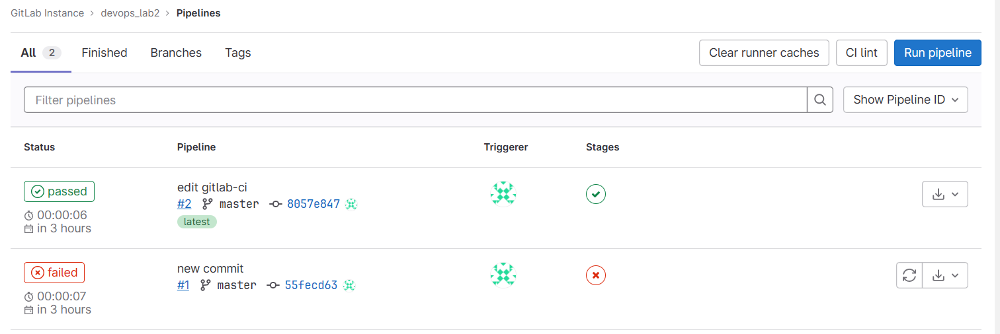 GitLab Instance > devops_lab2 > Pipelines
All 2 Finished Branches Tags Clear runner caches CI lint Run pipeline
Filter pipelines Show Pipeline ID
Status Pipeline Triggerer Stages
passed edit gitlab-ci
00:00:06 #2 master 8057e847
in 3 hours latest
failed new commit
00:00:07 #1 master 55fecd63
in 3 hours